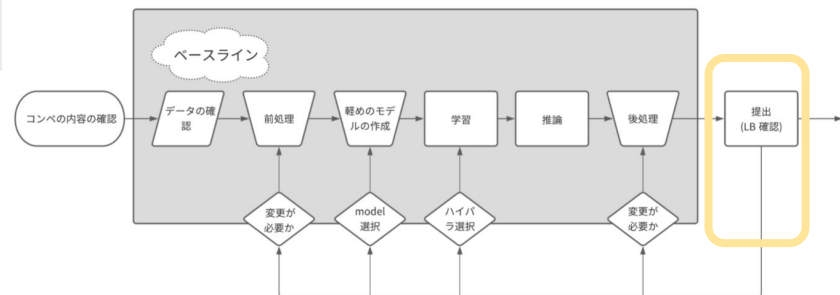 ベースライン
コンペの内容の確認
データの確
認
前処理
軽めのモデ
ルの作成
学習
推論
後処理
提出
(LB 確認)
変更が
必要か
model
選択
ハイパ
ラ選択
変更が
必要か